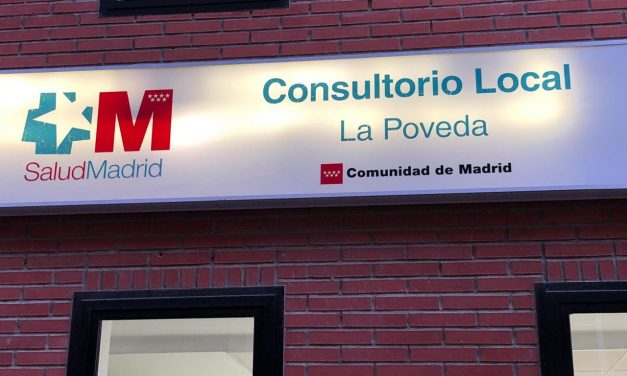 M
SaludMadrid
Consultorio Local
La Poveda
Comunidad de Madrid